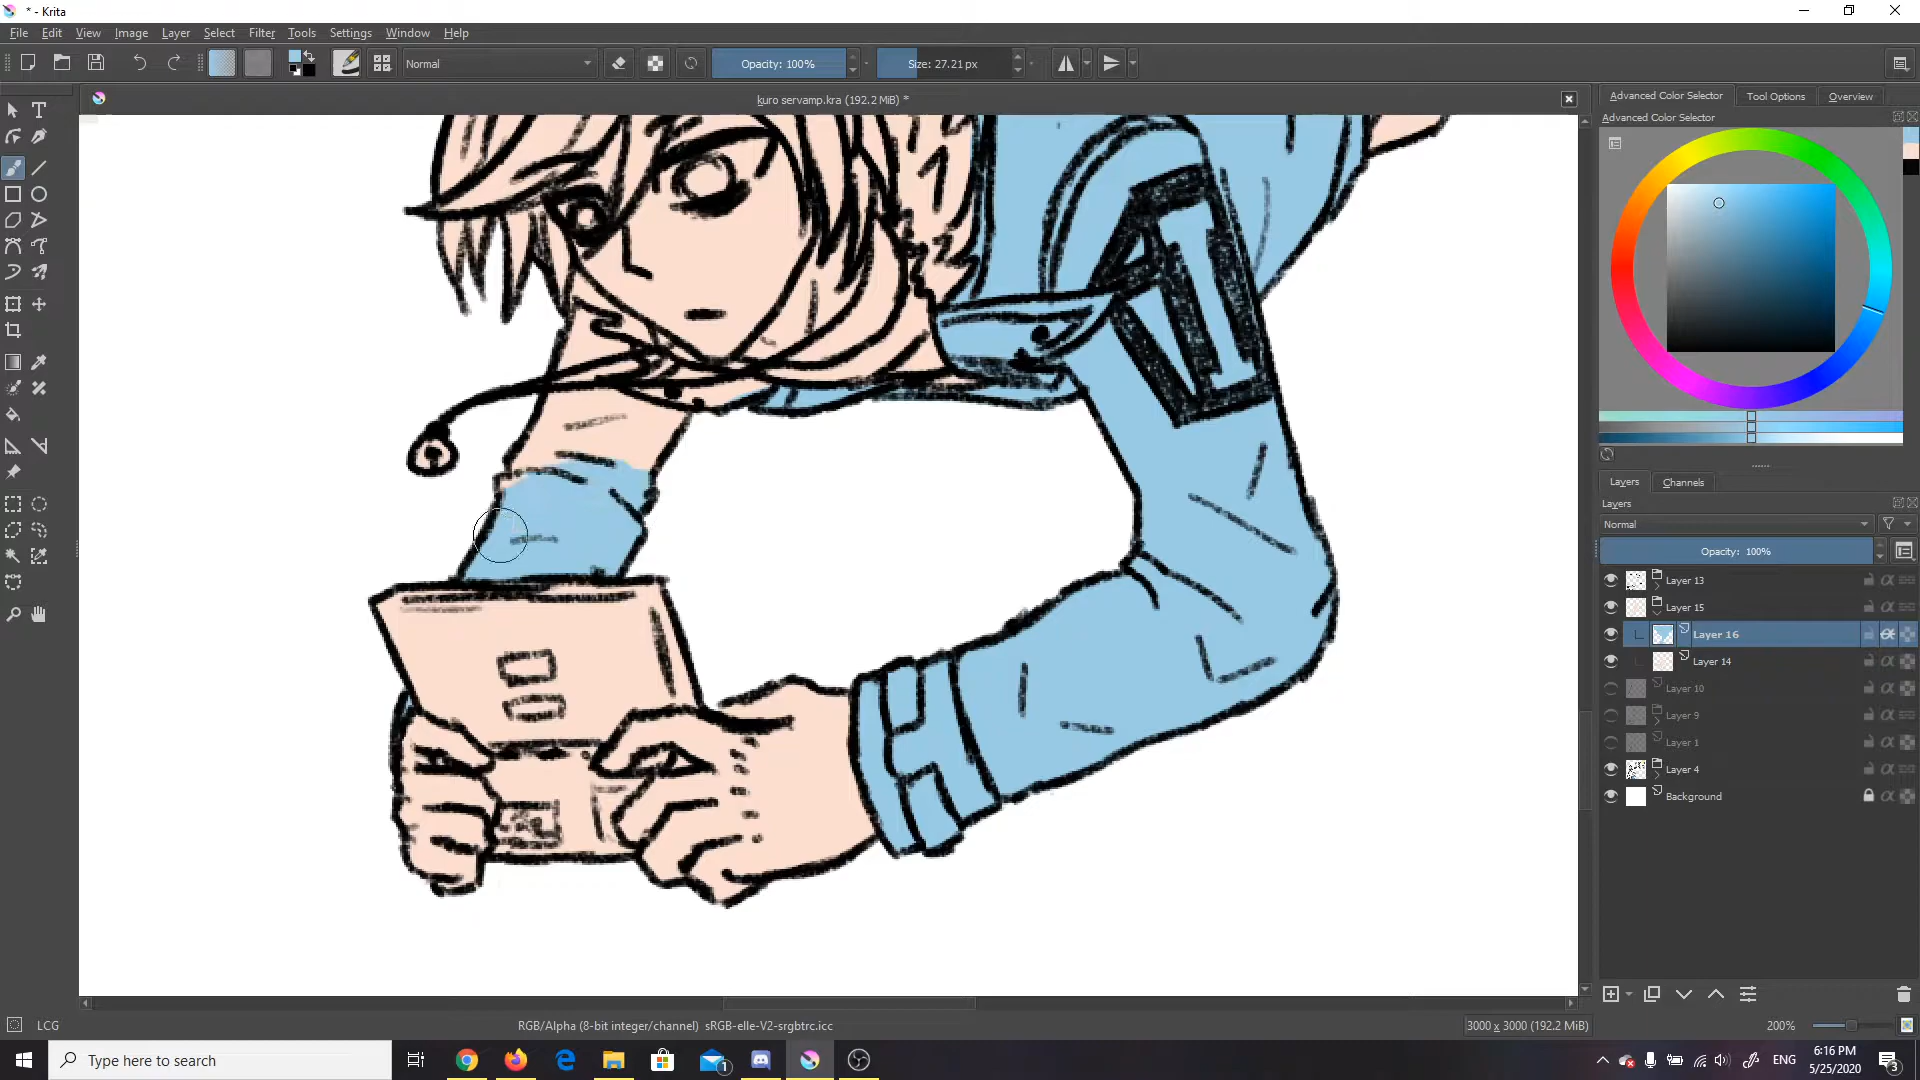 * - Krita
File Edit View Image Layer Select Filter Tools Settings Window Help
Normal Opacity: 100% Size: 27.21 px
kuro servamp.kra (192.2 MiB) *
Advanced Color Selector Tool Options Overview
Advanced Color Selector
Layers Channels
Layers
Normal
Opacity: 100%
Layer 13
Layer 15
Layer 16
Layer 14
Layer 10
Layer 9
Layer 1
Layer 4
Background
LCG RGB/Alpha (8-bit integer/channel) sRGB-elle-V2-srgbtrc.icc 3000 x 3000 (192.2 MiB) 200%
Type here to search 1 ENG 6:16 PM
5/25/2020 3